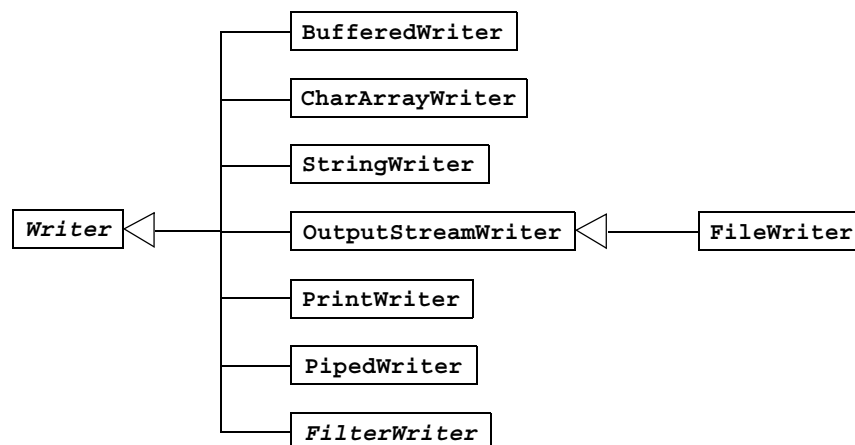 BufferedWriter
CharArrayWriter
StringWriter
Writer
OutputStreamWriter
FileWriter
PrintWriter
PipedWriter
FilterWriter